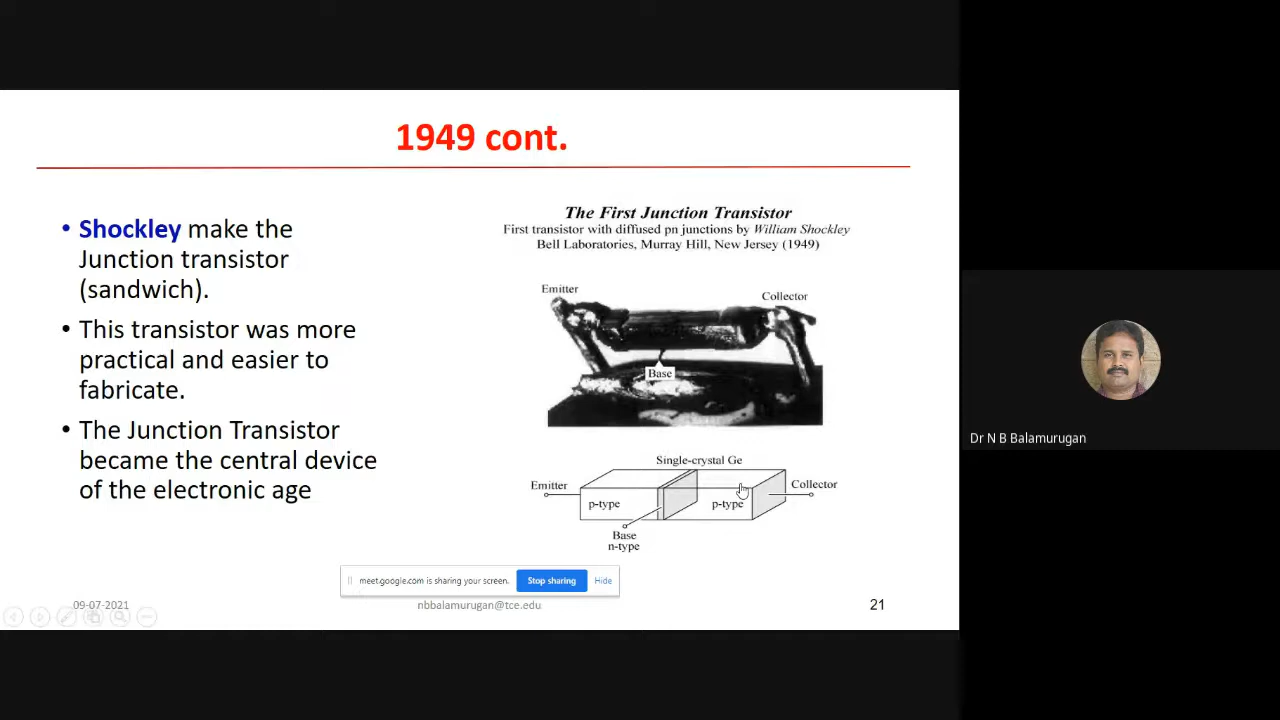 1949 cont.
• Shockley make the
Junction transistor
(sandwich).
• This transistor was more
practical and easier to
fabricate.
• The Junction Transistor
became the central device
of the electronic age
The First Junction Transistor
First transistor with diffused pn junctions by William Shockley
Bell Laboratories, Murray Hill, New Jersey (1949)
Emitter
Collector
Base
Single-crystal Ge
Emitter
Collector
p-type
p-type
Base
n-type
meet.google.com is sharing your screen.
Stop sharing
Hide
09-07-2021
nbbalamurugan@tce.edu
21
Dr N B Balamurugan